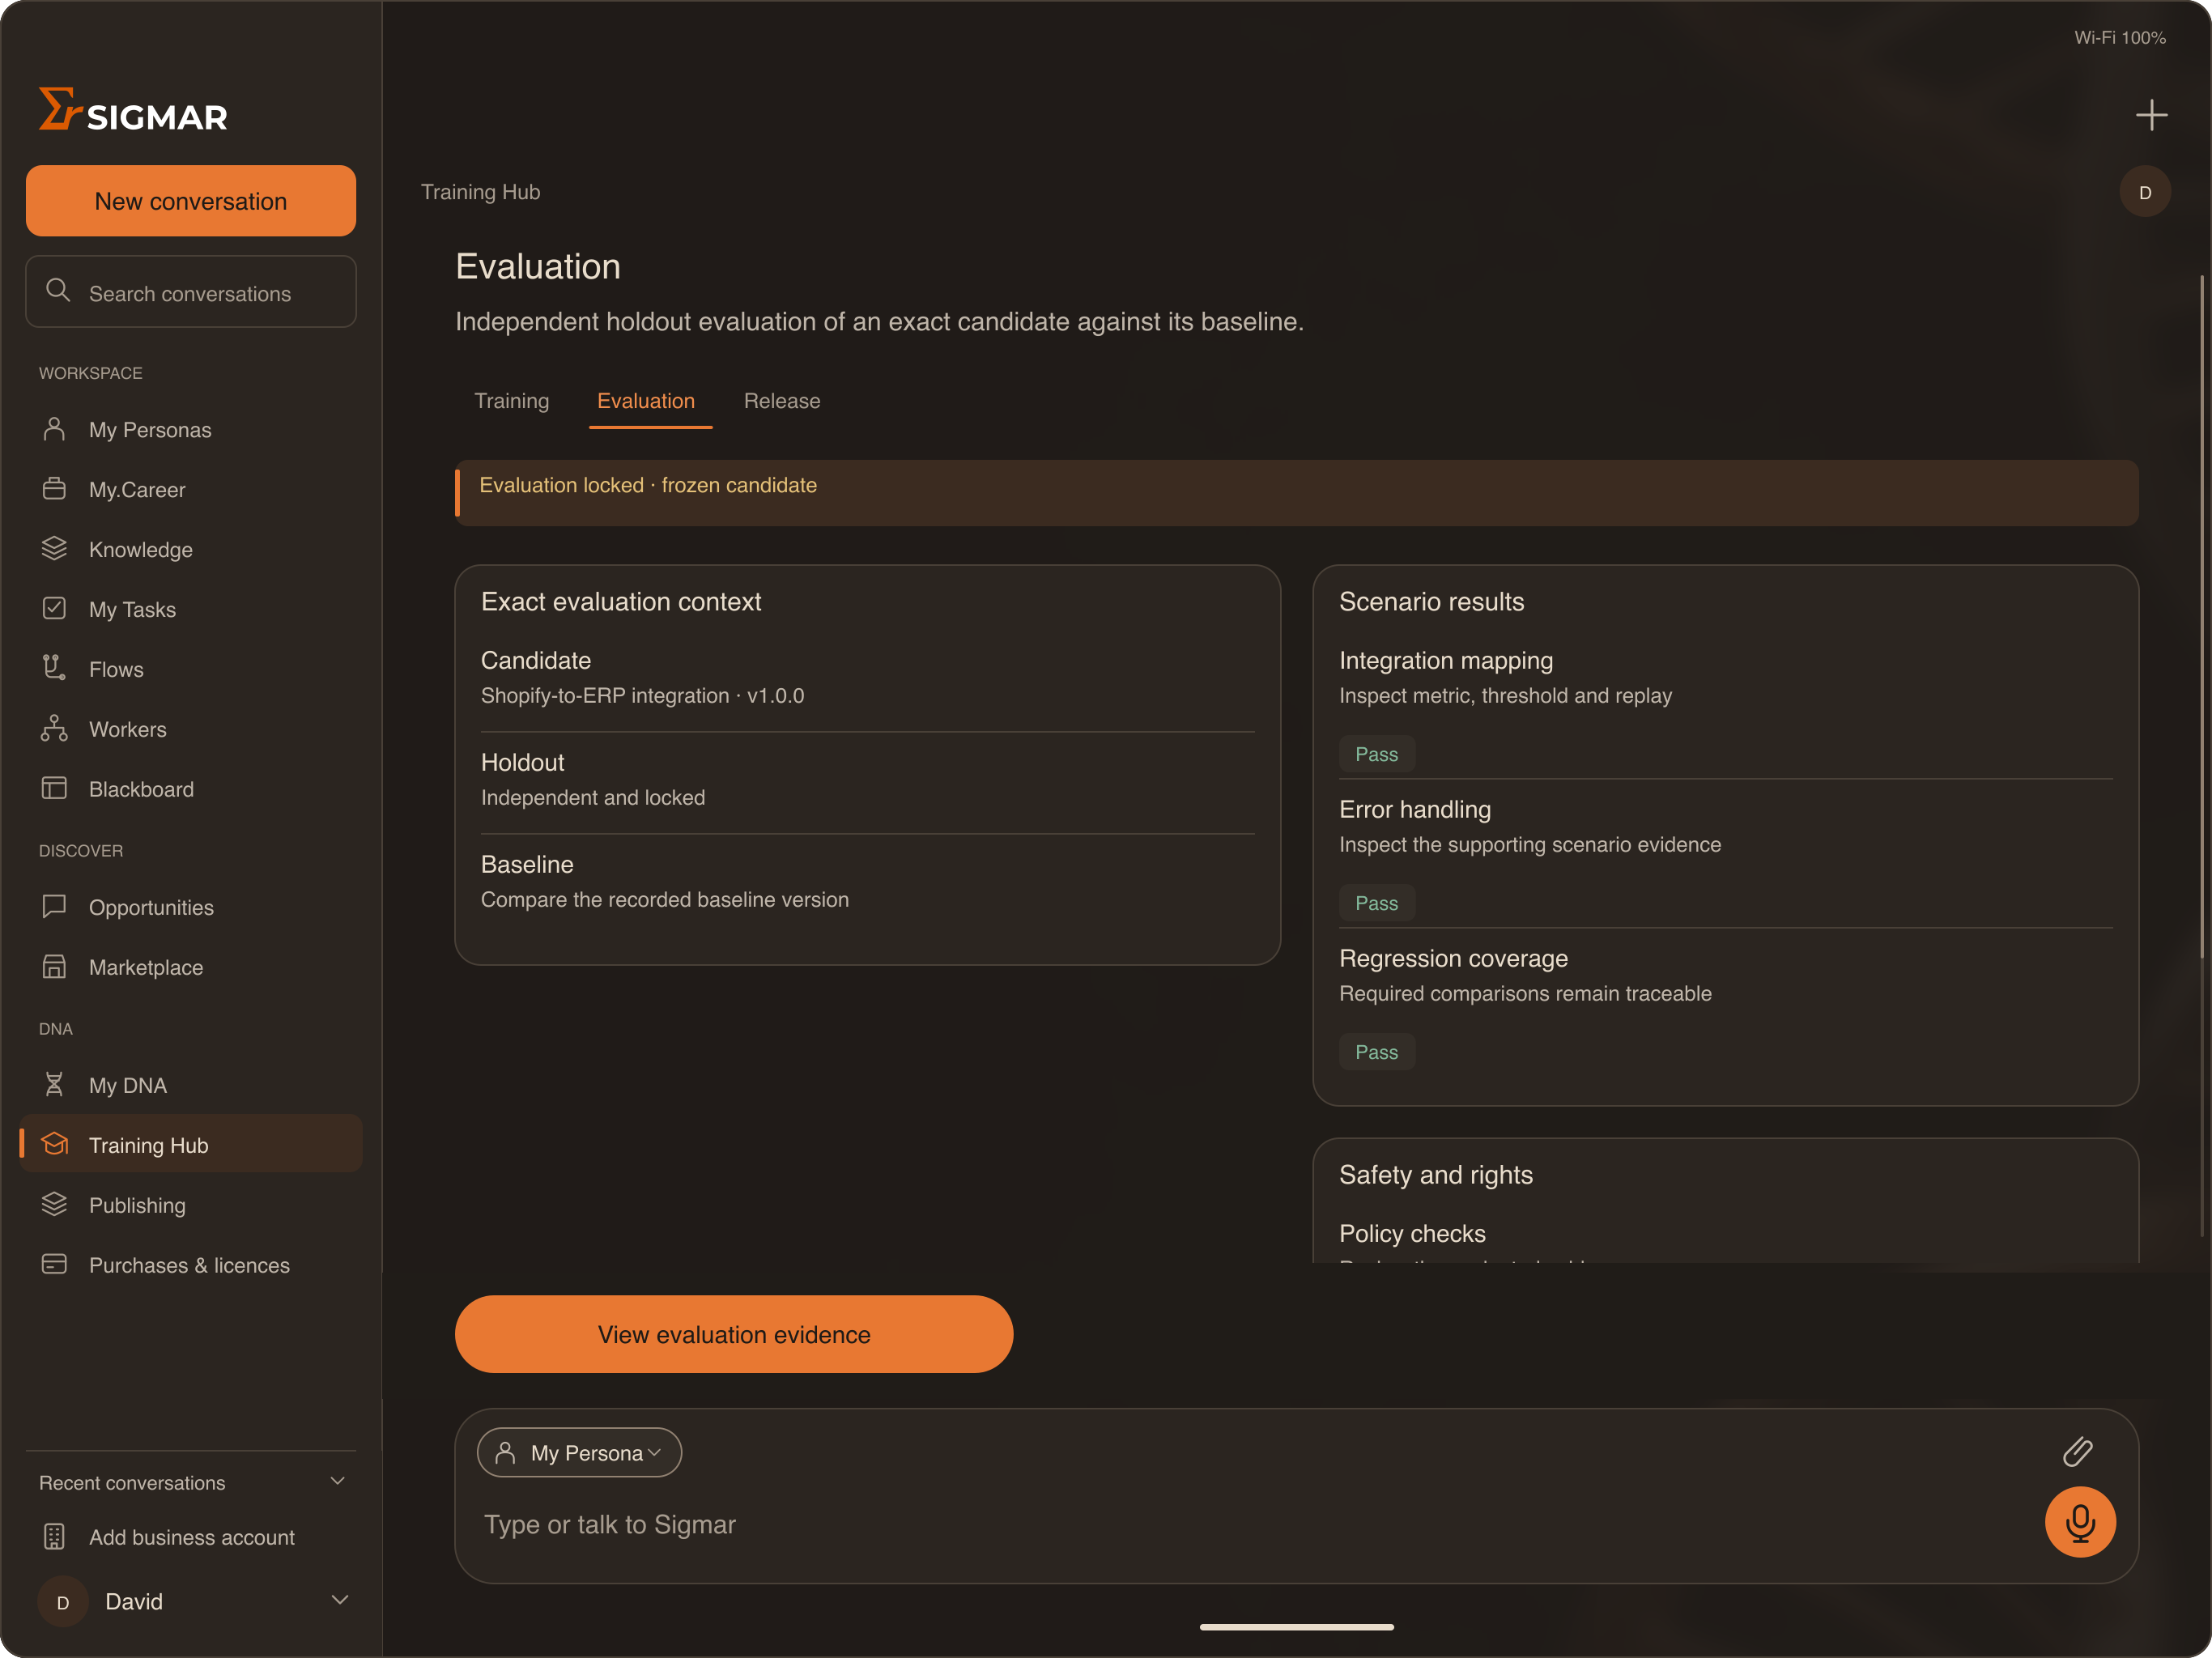 Wi-Fi 100%
Σr SIGMAR
New conversation
Search conversations
WORKSPACE
My Personas
My.Career
Knowledge
My Tasks
Flows
Workers
Blackboard
DISCOVER
Opportunities
Marketplace
DNA
My DNA
Training Hub
Publishing
Purchases & licences
Recent conversations
Add business account
D
David
Training Hub
D
Evaluation
Independent holdout evaluation of an exact candidate against its baseline.
Training
Evaluation
Release
Evaluation locked · frozen candidate
Exact evaluation context
Candidate
Shopify-to-ERP integration · v1.0.0
Holdout
Independent and locked
Baseline
Compare the recorded baseline version
Scenario results
Integration mapping
Inspect metric, threshold and replay
Pass
Error handling
Inspect the supporting scenario evidence
Pass
Regression coverage
Required comparisons remain traceable
Pass
Safety and rights
Policy checks
View evaluation evidence
My Persona
Type or talk to Sigmar